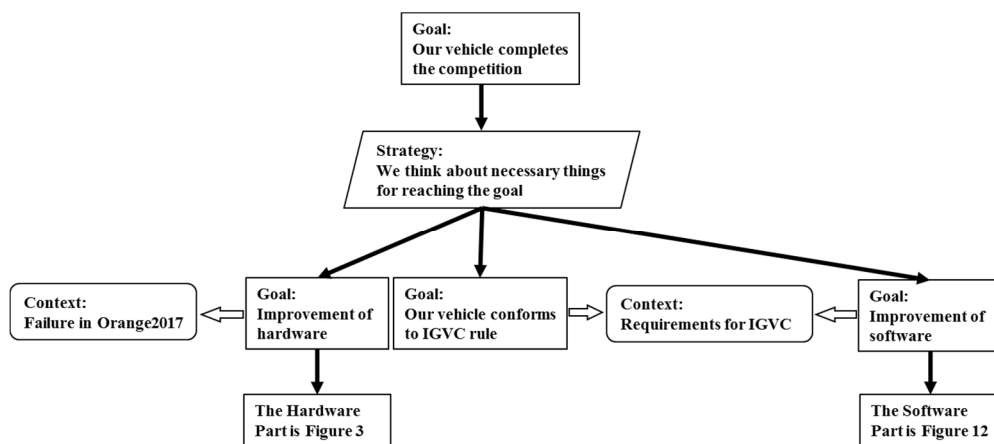 Goal:
Our vehicle completes
the competition
Strategy:
We think about necessary things
for reaching the goal
Context:
Failure in Orange2017
Goal:
Improvement of
hardware
Goal:
Our vehicle conforms
to IGVC rule
Context:
Requirements for IGVC
Goal:
Improvement of
software
The Hardware
Part is Figure 3
The Software
Part is Figure 12